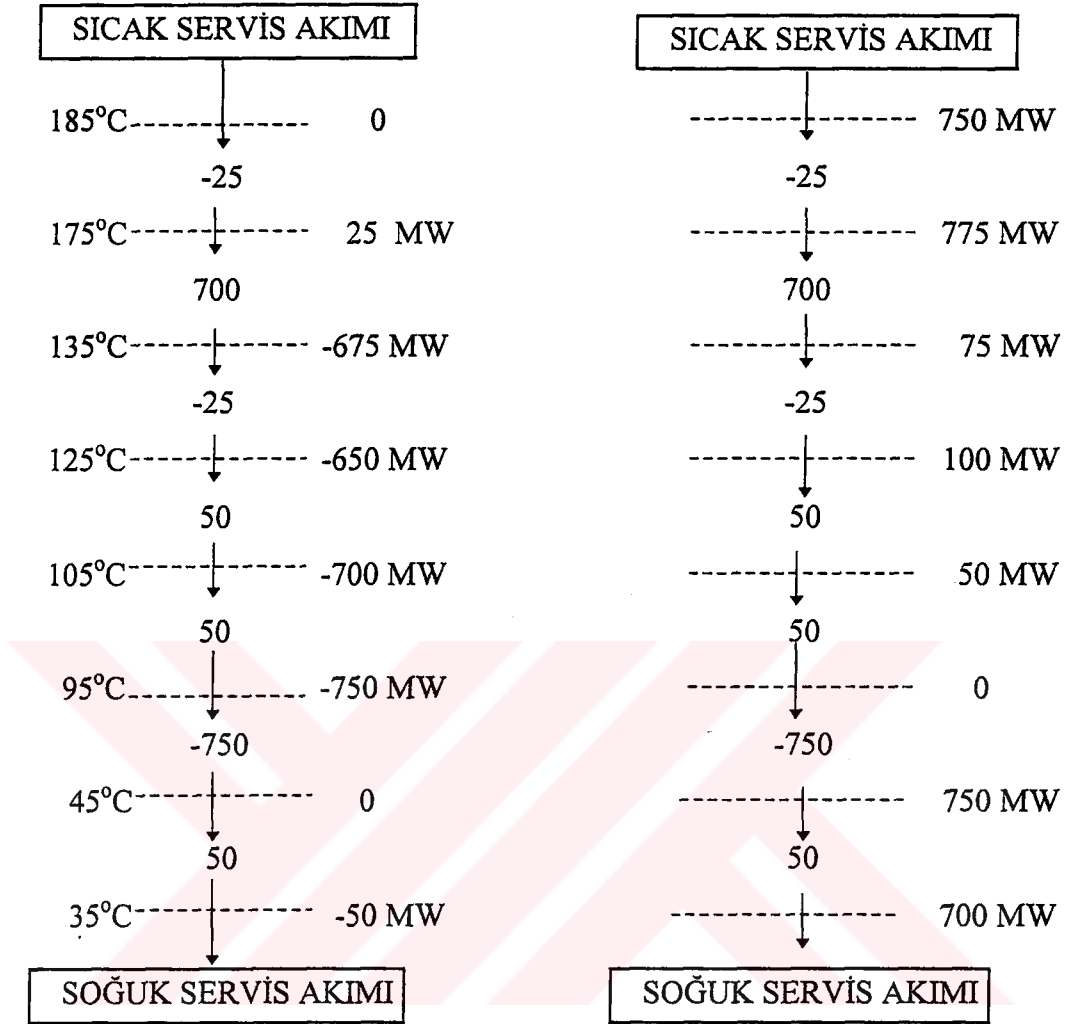 SICAK SERVİS AKIMI SICAK SERVİS AKIMI
185°C 0 750 MW
-25 -25
175°C 25 MW 775 MW
700 700
135°C -675 MW 75 MW
-25 -25
125°C -650 MW 100 MW
50 50
105°C -700 MW 50 MW
50 50
95°C -750 MW 0
-750 -750
45°C 0 750 MW
50 50
35°C -50 MW 700 MW
SOĞUK SERVİS AKIMI SOĞUK SERVİS AKIMI